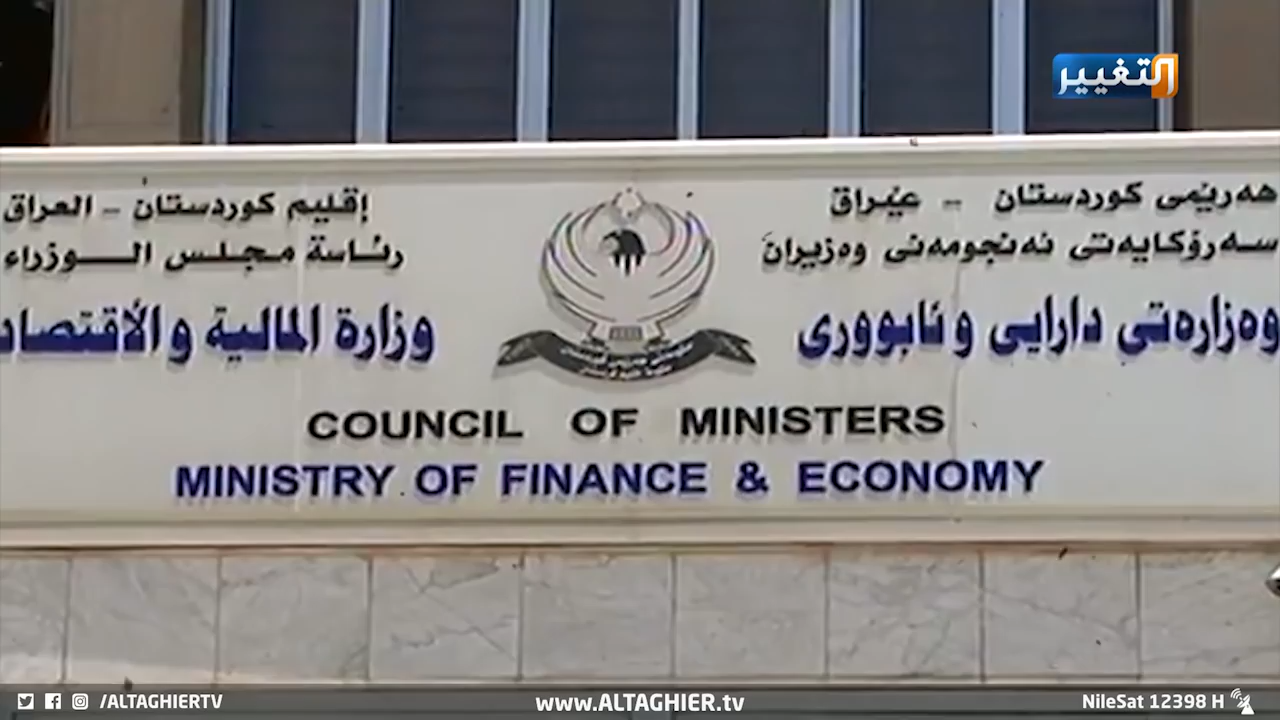 التغيير
هەرێمی کوردستان - عێراق
سەرۆکایەتی ئەنجومەنی وەزیران
وەزارەتی دارایی و ئابووری
إقليم كوردستان - العراق
رئاسة مجلس الوزراء
وزارة المالية والأقتصاد
COUNCIL OF MINISTERS
MINISTRY OF FINANCE & ECONOMY
/ALTAGHIERTV
www.ALTAGHIER.tv
NileSat 12398 H